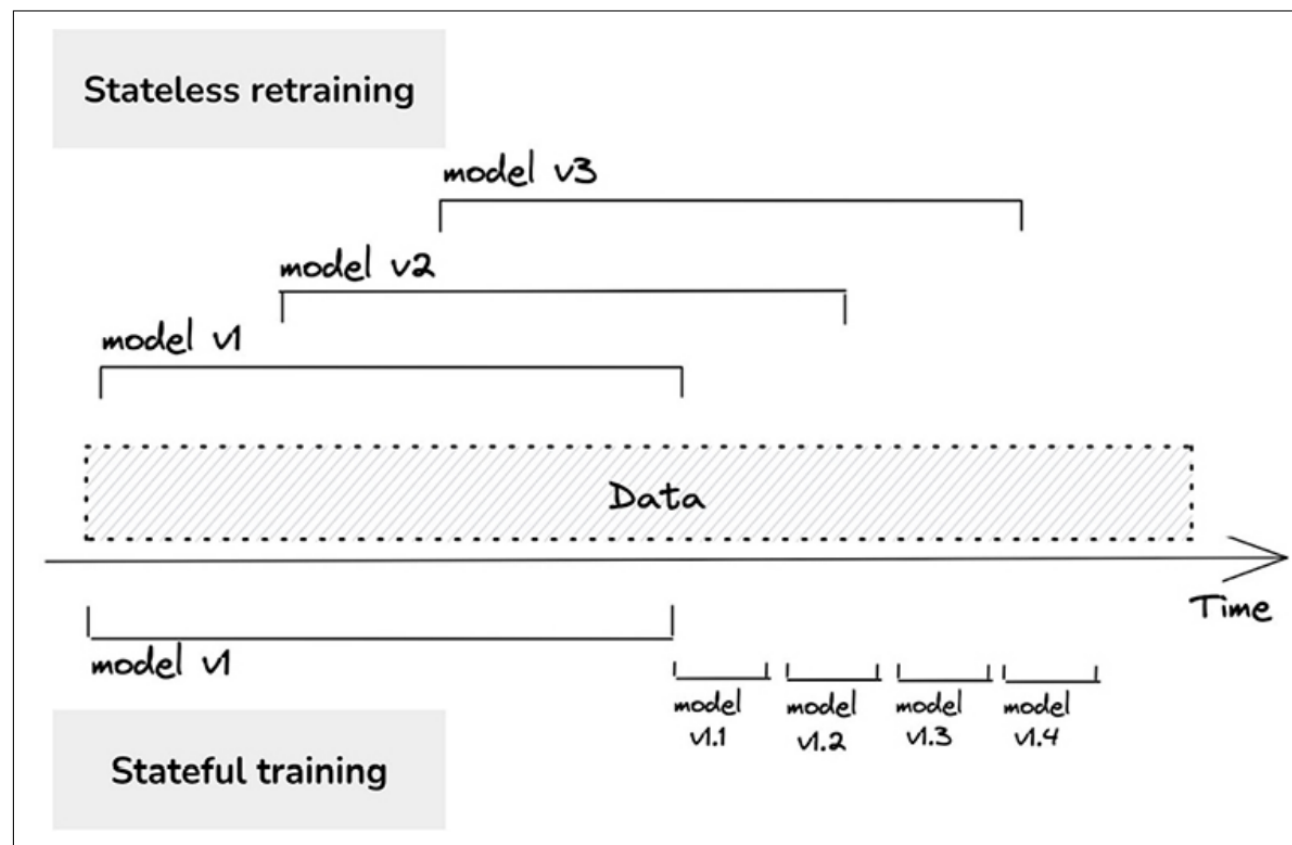 Stateless retraining
model v3
model v2
model v1
Data
Time
model v1
model
v1.1
model
v1.2
model
v1.3
model
v1.4
Stateful training